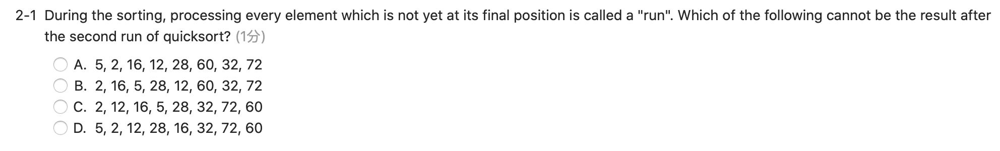 2-1 During the sorting, processing every element which is not yet at its final position is called a "run". Which of the following cannot be the result after
the second run of quicksort? (1分)
A. 5, 2, 16, 12, 28, 60, 32, 72
B. 2, 16, 5, 28, 12, 60, 32, 72
C. 2, 12, 16, 5, 28, 32, 72, 60
D. 5, 2, 12, 28, 16, 32, 72, 60